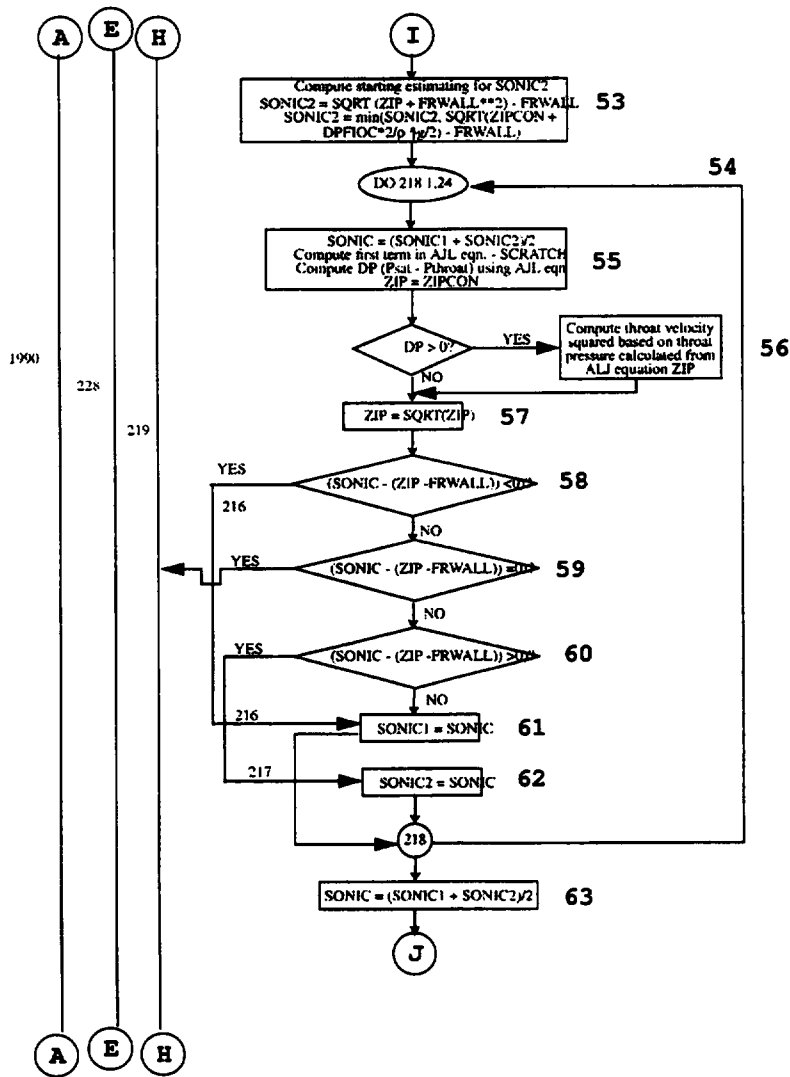 A
E
H
I
Compute starting estimating for SONIC2
SONIC2 = SQRT (ZIP + FRWALL**2) - FRWALL
SONIC2 = min(SONIC2, SQRT(ZIPCON +
- FRWALL)
53
54
DO 218 1,24
SONIC = (SONIC1 + SONIC2)/2
Compute first term in AJL eqn. - SCRATCH
Compute DP (Psat - Pthroat) using AJL eqn
ZIP = ZIPCON
55
DP > 0?
YES
Compute throat velocity
squared based on throat
pressure calculated from
ALJ equation ZIP
56
1990
228
219
NO
ZIP = SQRT(ZIP)
57
YES
(SONIC - (ZIP -FRWALL)) <0?
58
216
NO
YES
(SONIC - (ZIP -FRWALL)) =0?
59
NO
YES
(SONIC - (ZIP -FRWALL)) >0?
60
NO
216
SONIC1 = SONIC
61
217
SONIC2 = SONIC
62
218
SONIC = (SONIC1 + SONIC2)/2
63
J
A
E
H